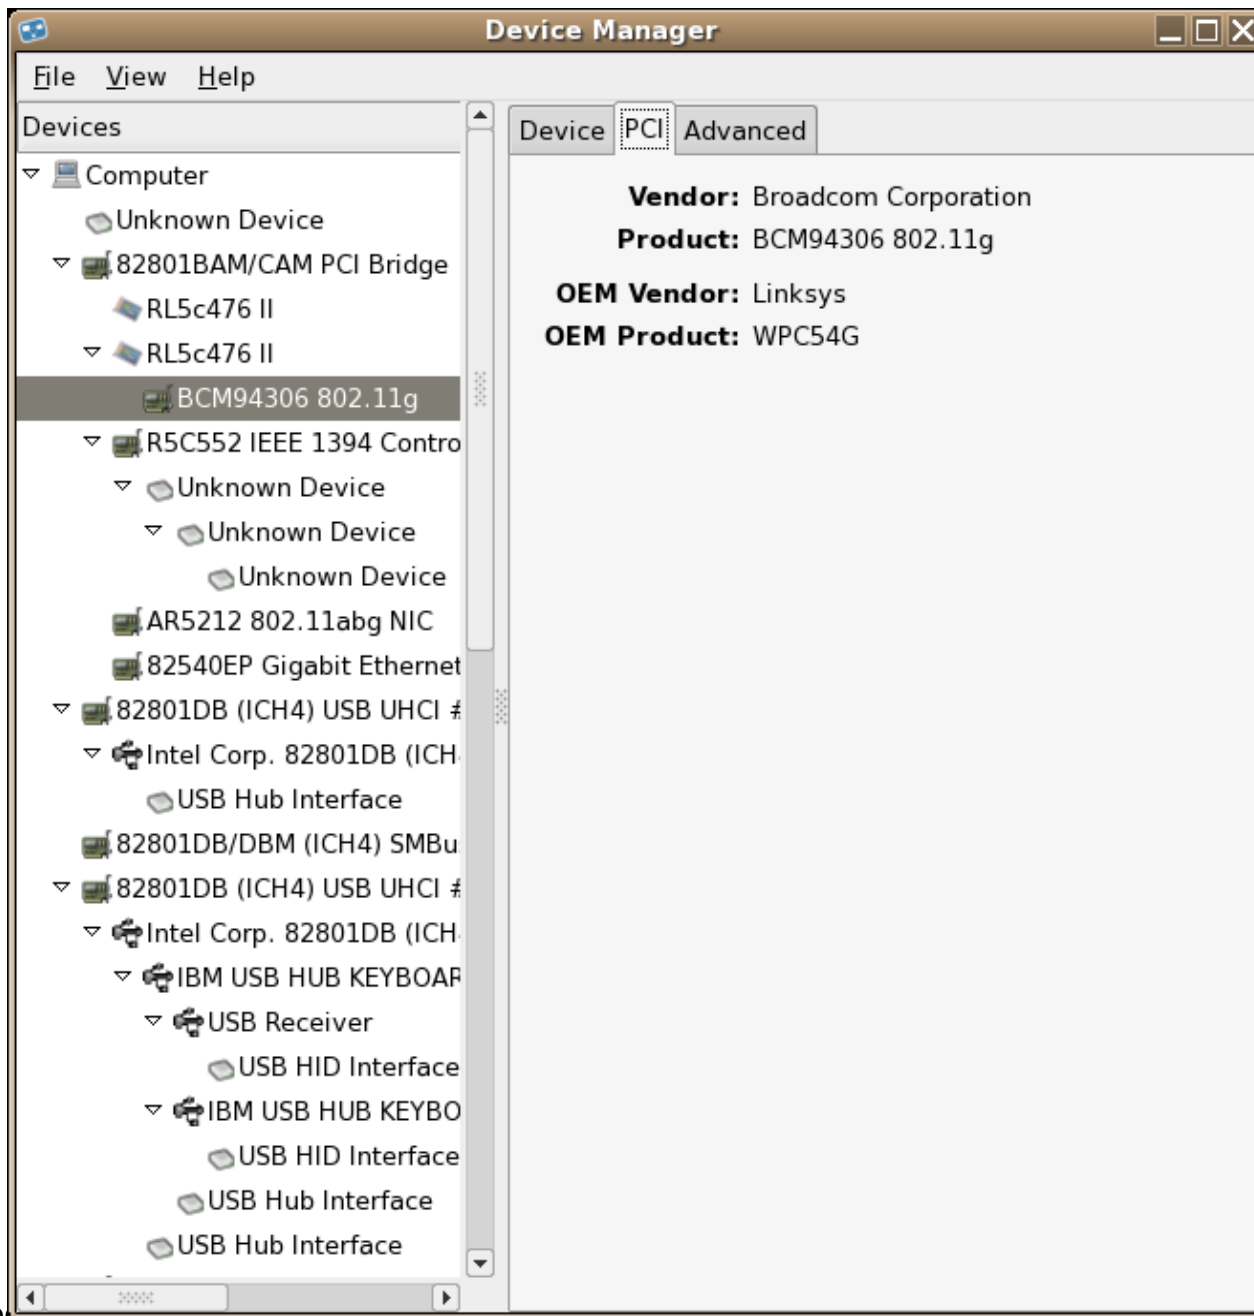 Device Manager
File View Help
Devices
Computer
Unknown Device
82801BAM/CAM PCI Bridge
RL5c476 II
RL5c476 II
BCM94306 802.11g
R5C552 IEEE 1394 Contro
Unknown Device
Unknown Device
Unknown Device
AR5212 802.11abg NIC
82540EP Gigabit Ethernet
82801DB (ICH4) USB UHCI #
Intel Corp. 82801DB (ICH
USB Hub Interface
82801DB/DBM (ICH4) SMBu
82801DB (ICH4) USB UHCI #
Intel Corp. 82801DB (ICH
IBM USB HUB KEYBOAR
USB Receiver
USB HID Interface
IBM USB HUB KEYBO
USB HID Interface
USB Hub Interface
USB Hub Interface
Device PCI Advanced
Vendor: Broadcom Corporation
Product: BCM94306 802.11g
OEM Vendor: Linksys
OEM Product: WPC54G